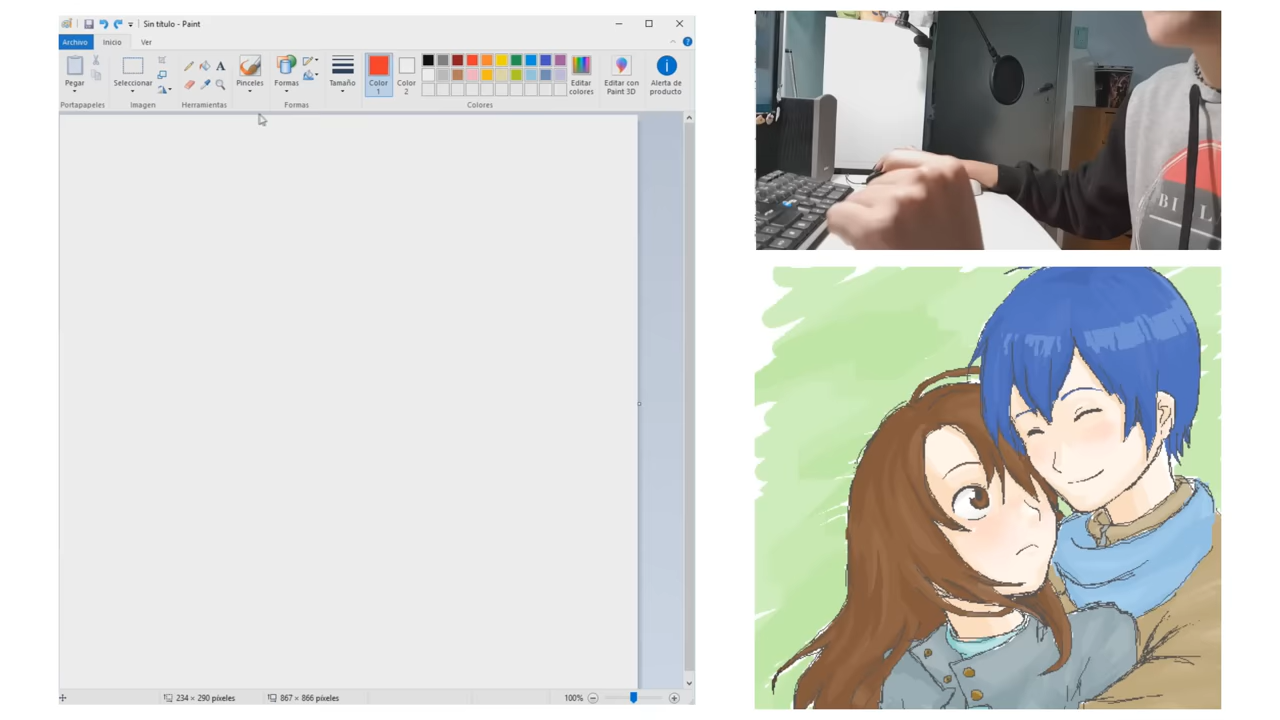 Sin título - Paint
Archivo Inicio Ver
Pegar
Seleccionar
Pinceles
Formas
Tamaño
Color 1
Color 2
Editar colores
Editar con Paint 3D
Alerta de producto
Portapapeles Imagen Herramientas Formas Colores
234 × 290 píxeles 867 × 866 píxeles 100%